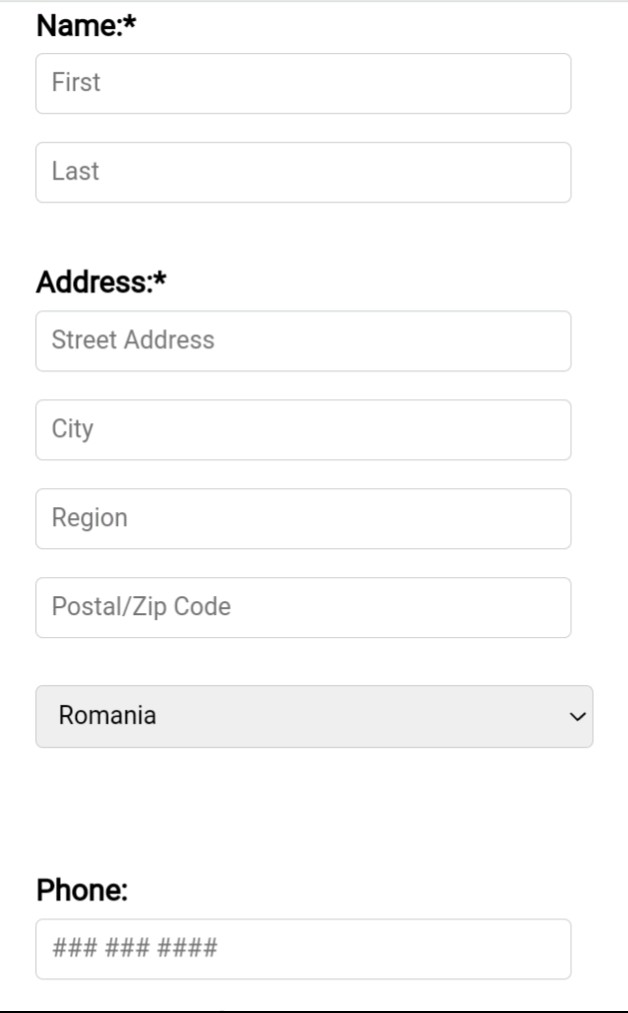 Name:*
First
Last
Address:*
Street Address
City
Region
Postal/Zip Code
Romania
Phone:
### ### ####